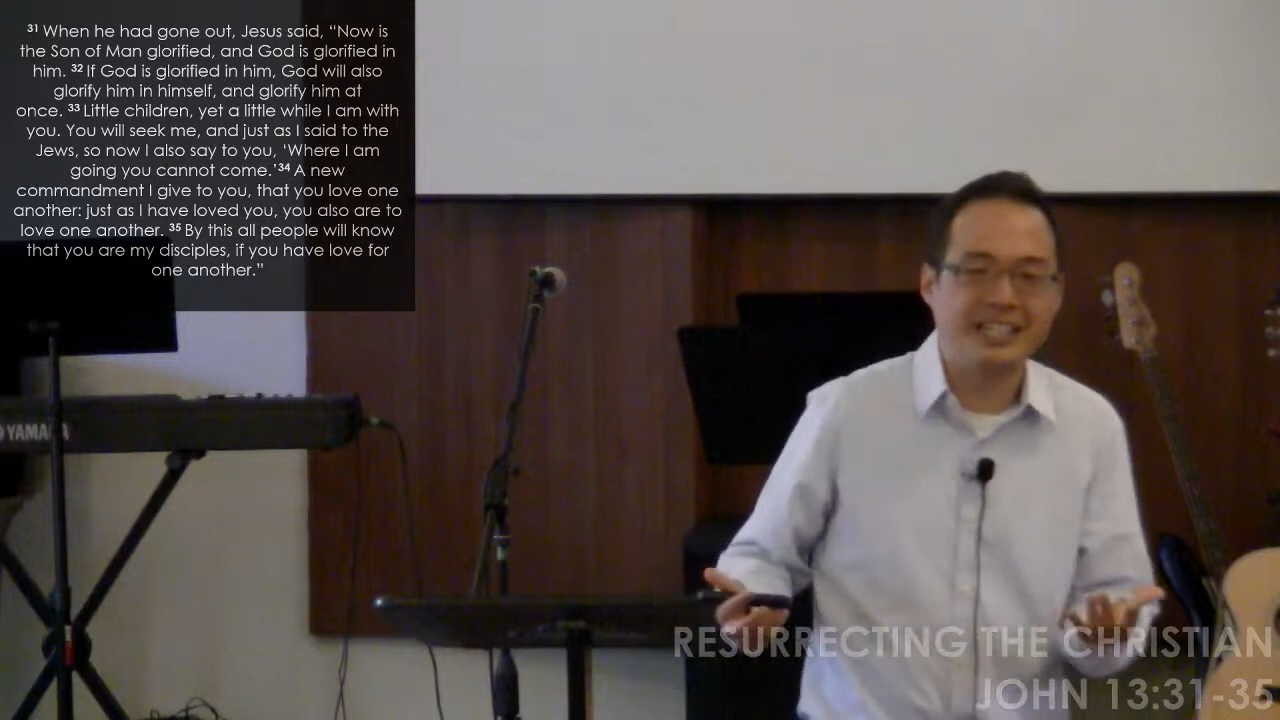 ³¹ When he had gone out, Jesus said, “Now is
the Son of Man glorified, and God is glorified in
him. ³² If God is glorified in him, God will also
glorify him in himself, and glorify him at
once. ³³ Little children, yet a little while I am with
you. You will seek me, and just as I said to the
Jews, so now I also say to you, ‘Where I am
going you cannot come.’³⁴ A new
commandment I give to you, that you love one
another: just as I have loved you, you also are to
love one another. ³⁵ By this all people will know
that you are my disciples, if you have love for
one another.”
YAMAHA
RESURRECTING THE CHRISTIAN
JOHN 13:31-35